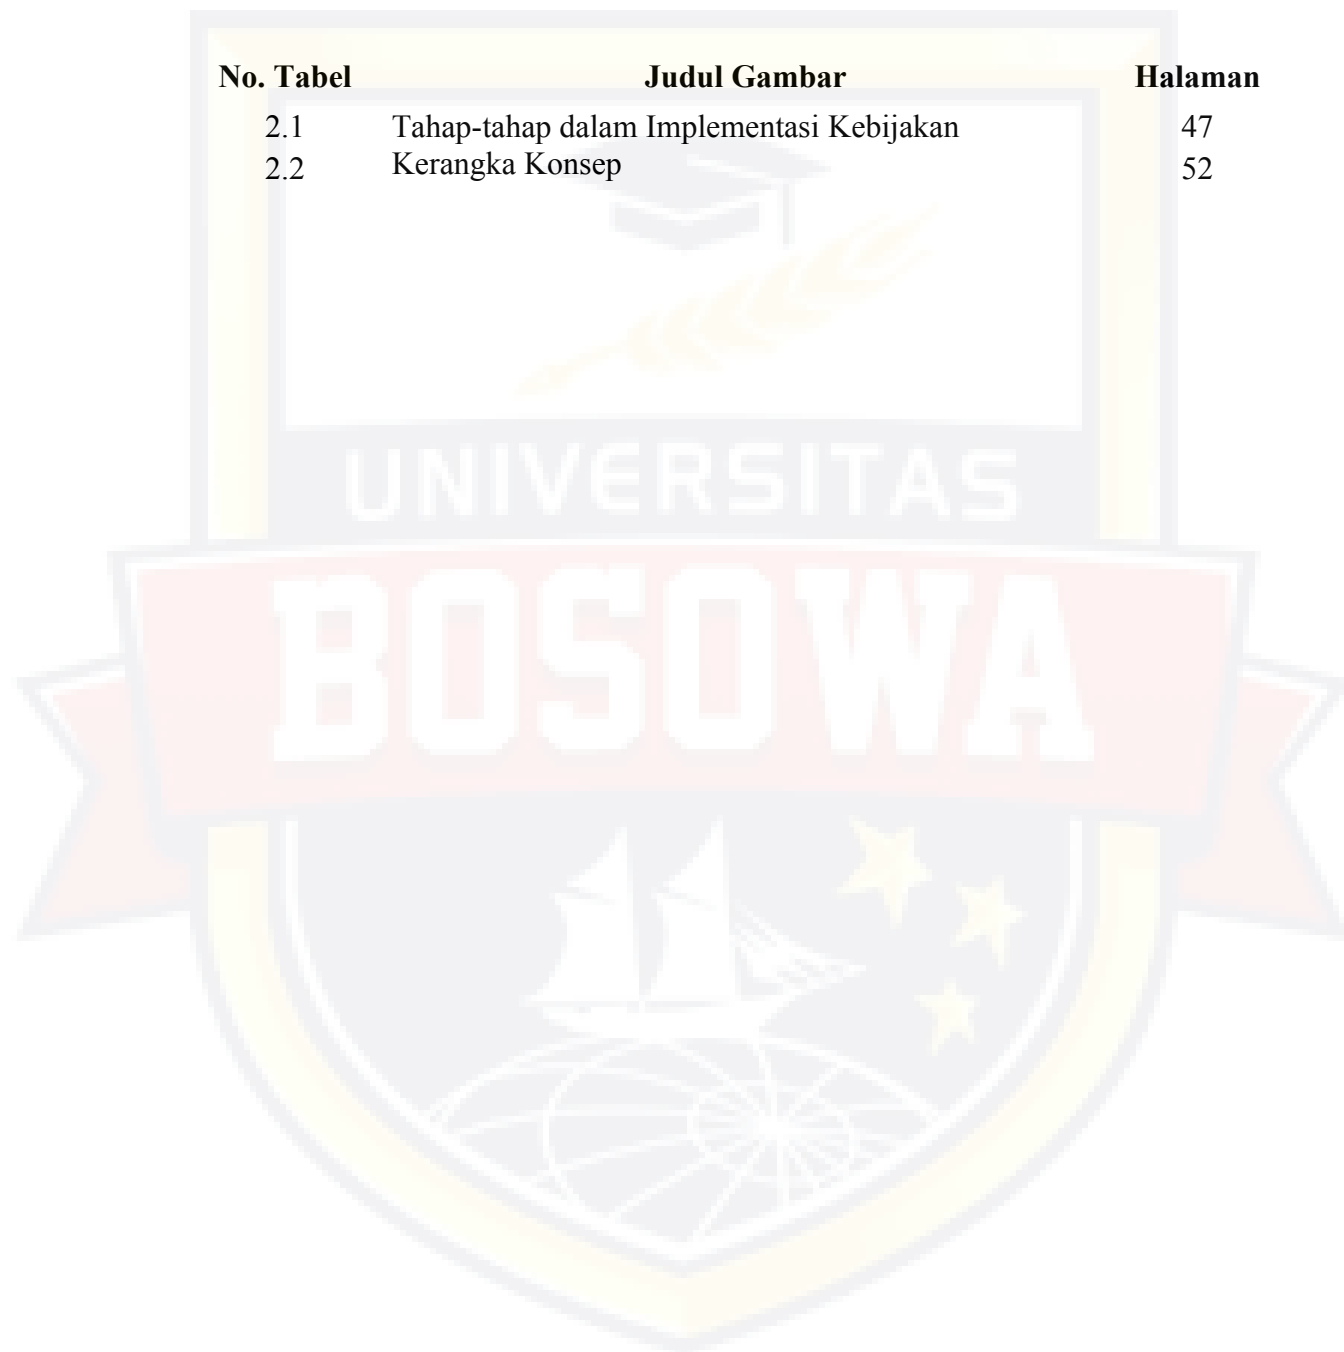 No. Tabel Judul Gambar Halaman
2.1 Tahap-tahap dalam Implementasi Kebijakan 47
2.2 Kerangka Konsep 52
UNIVERSITAS
BOSOWA